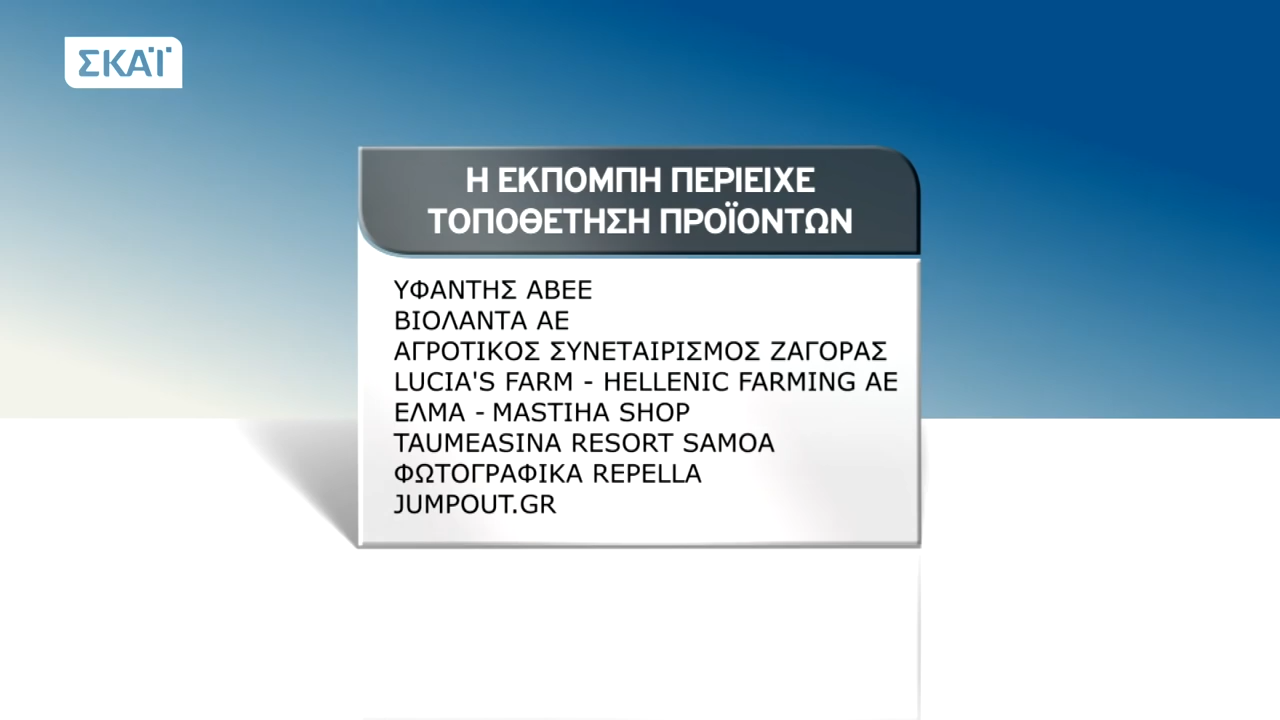 ΣΚΑΪ
Η ΕΚΠΟΜΠΗ ΠΕΡΙΕΙΧΕ
ΤΟΠΟΘΕΤΗΣΗ ΠΡΟΪΟΝΤΩΝ
ΥΦΑΝΤΗΣ ΑΒΕΕ
ΒΙΟΛΑΝΤΑ ΑΕ
ΑΓΡΟΤΙΚΟΣ ΣΥΝΕΤΑΙΡΙΣΜΟΣ ΖΑΓΟΡΑΣ
LUCIA'S FARM - HELLENIC FARMING AE
ΕΛΜΑ - MASTIHA SHOP
TAUMEASINA RESORT SAMOA
ΦΩΤΟΓΡΑΦΙΚΑ REPELLA
JUMPOUT.GR